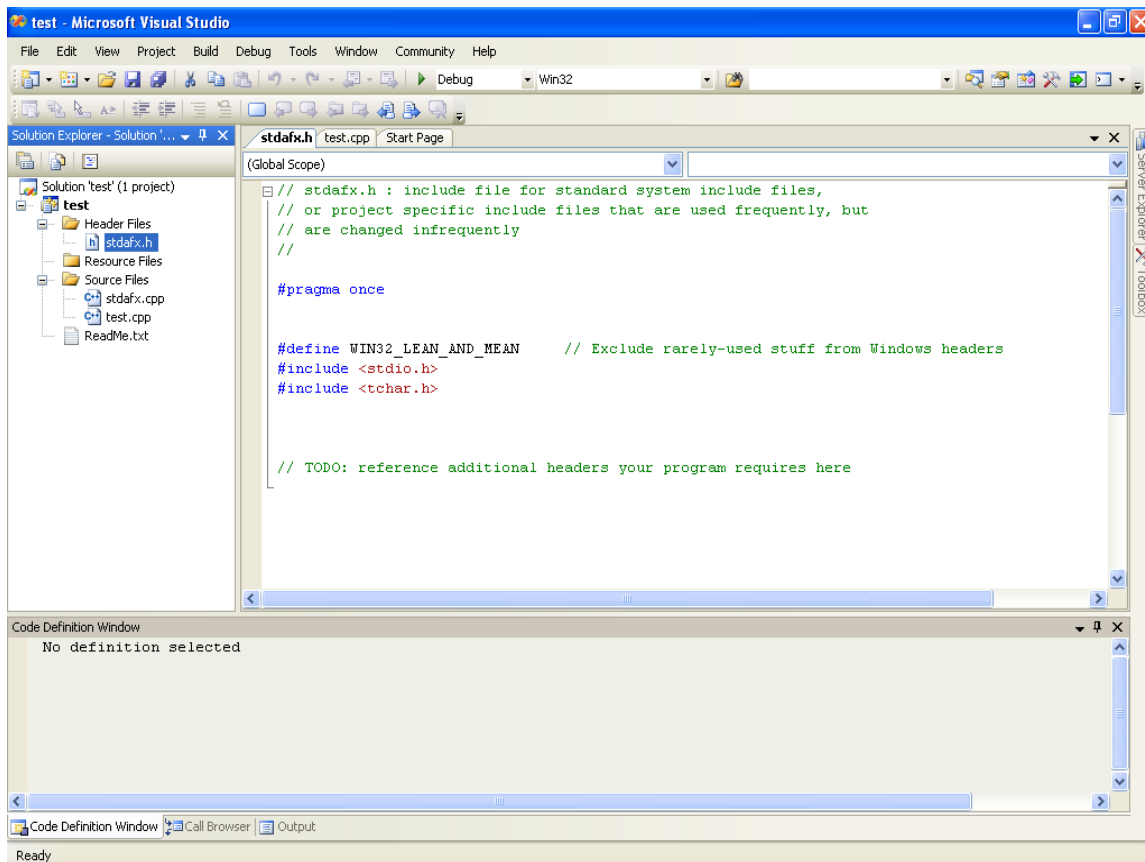 test - Microsoft Visual Studio
File Edit View Project Build Debug Tools Window Community Help
Debug Win32
Solution Explorer - Solution '...
stdafx.h test.cpp Start Page
(Global Scope)
Solution 'test' (1 project)
test
Header Files
stdafx.h
Resource Files
Source Files
stdafx.cpp
test.cpp
ReadMe.txt
// stdafx.h : include file for standard system include files,
// or project specific include files that are used frequently, but
// are changed infrequently
//
#pragma once
#define WIN32_LEAN_AND_MEAN // Exclude rarely-used stuff from Windows headers
#include <stdio.h>
#include <tchar.h>
// TODO: reference additional headers your program requires here
Server Explorer
Toolbox
Code Definition Window
No definition selected
Code Definition Window Call Browser Output
Ready